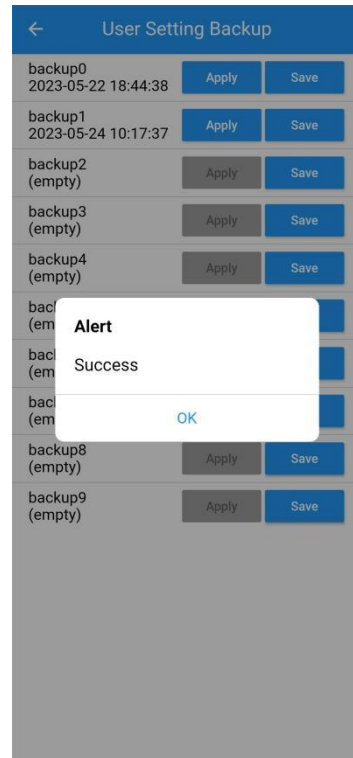 User Setting Backup
backup0
2023-05-22 18:44:38
Apply
Save
backup1
2023-05-24 10:17:37
Apply
Save
backup2
(empty)
Apply
Save
backup3
(empty)
Apply
Save
backup4
(empty)
Apply
Save
Alert
Success
OK
backup8
(empty)
Apply
Save
backup9
(empty)
Apply
Save